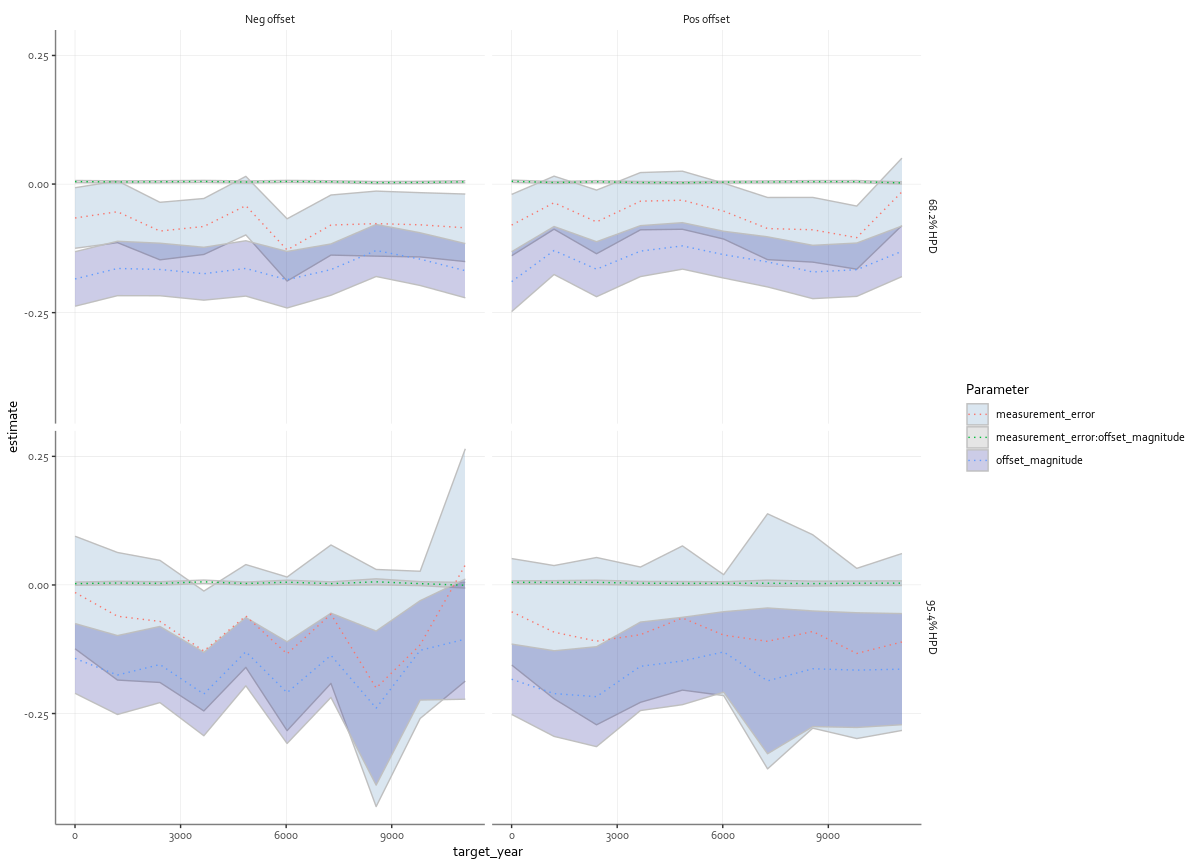 Neg offset
Pos offset
0.25
0.00
-0.25
68.2% HPD
0.25
0.00
-0.25
95.4% HPD
0
3000
6000
9000
0
3000
6000
9000
target_year
estimate
Parameter
measurement_error
measurement_error:offset_magnitude
offset_magnitude